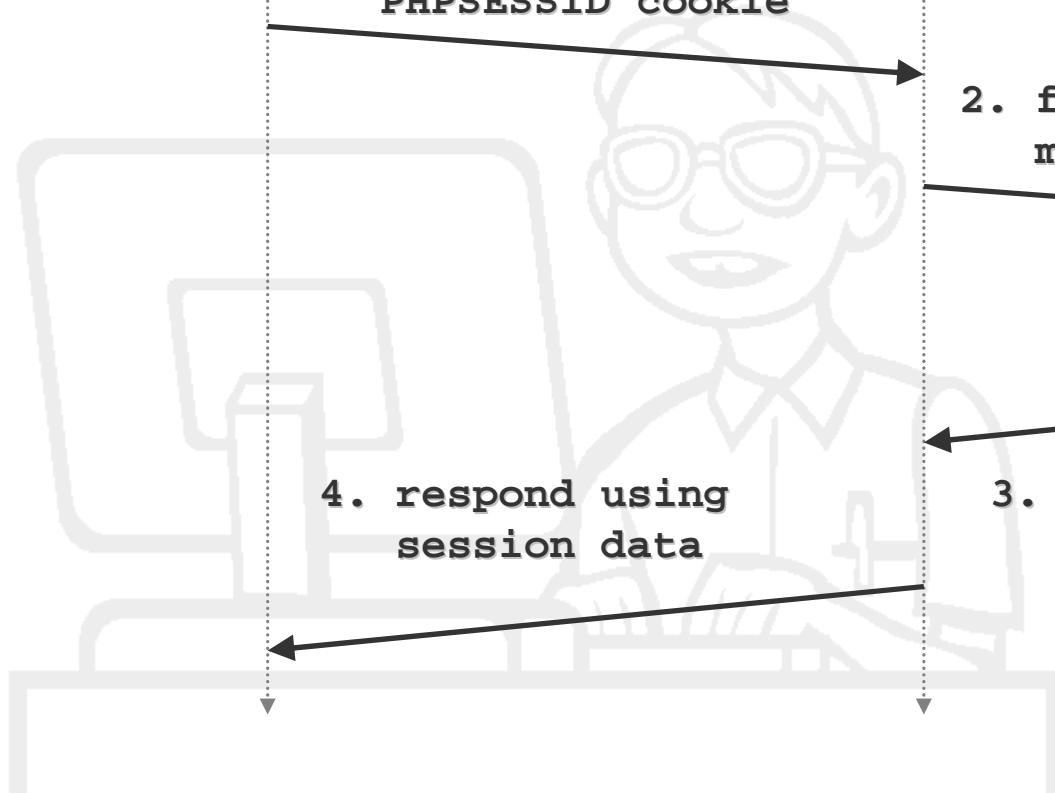 PHPSESSID cookie
2.
4. respond using
session data
3.